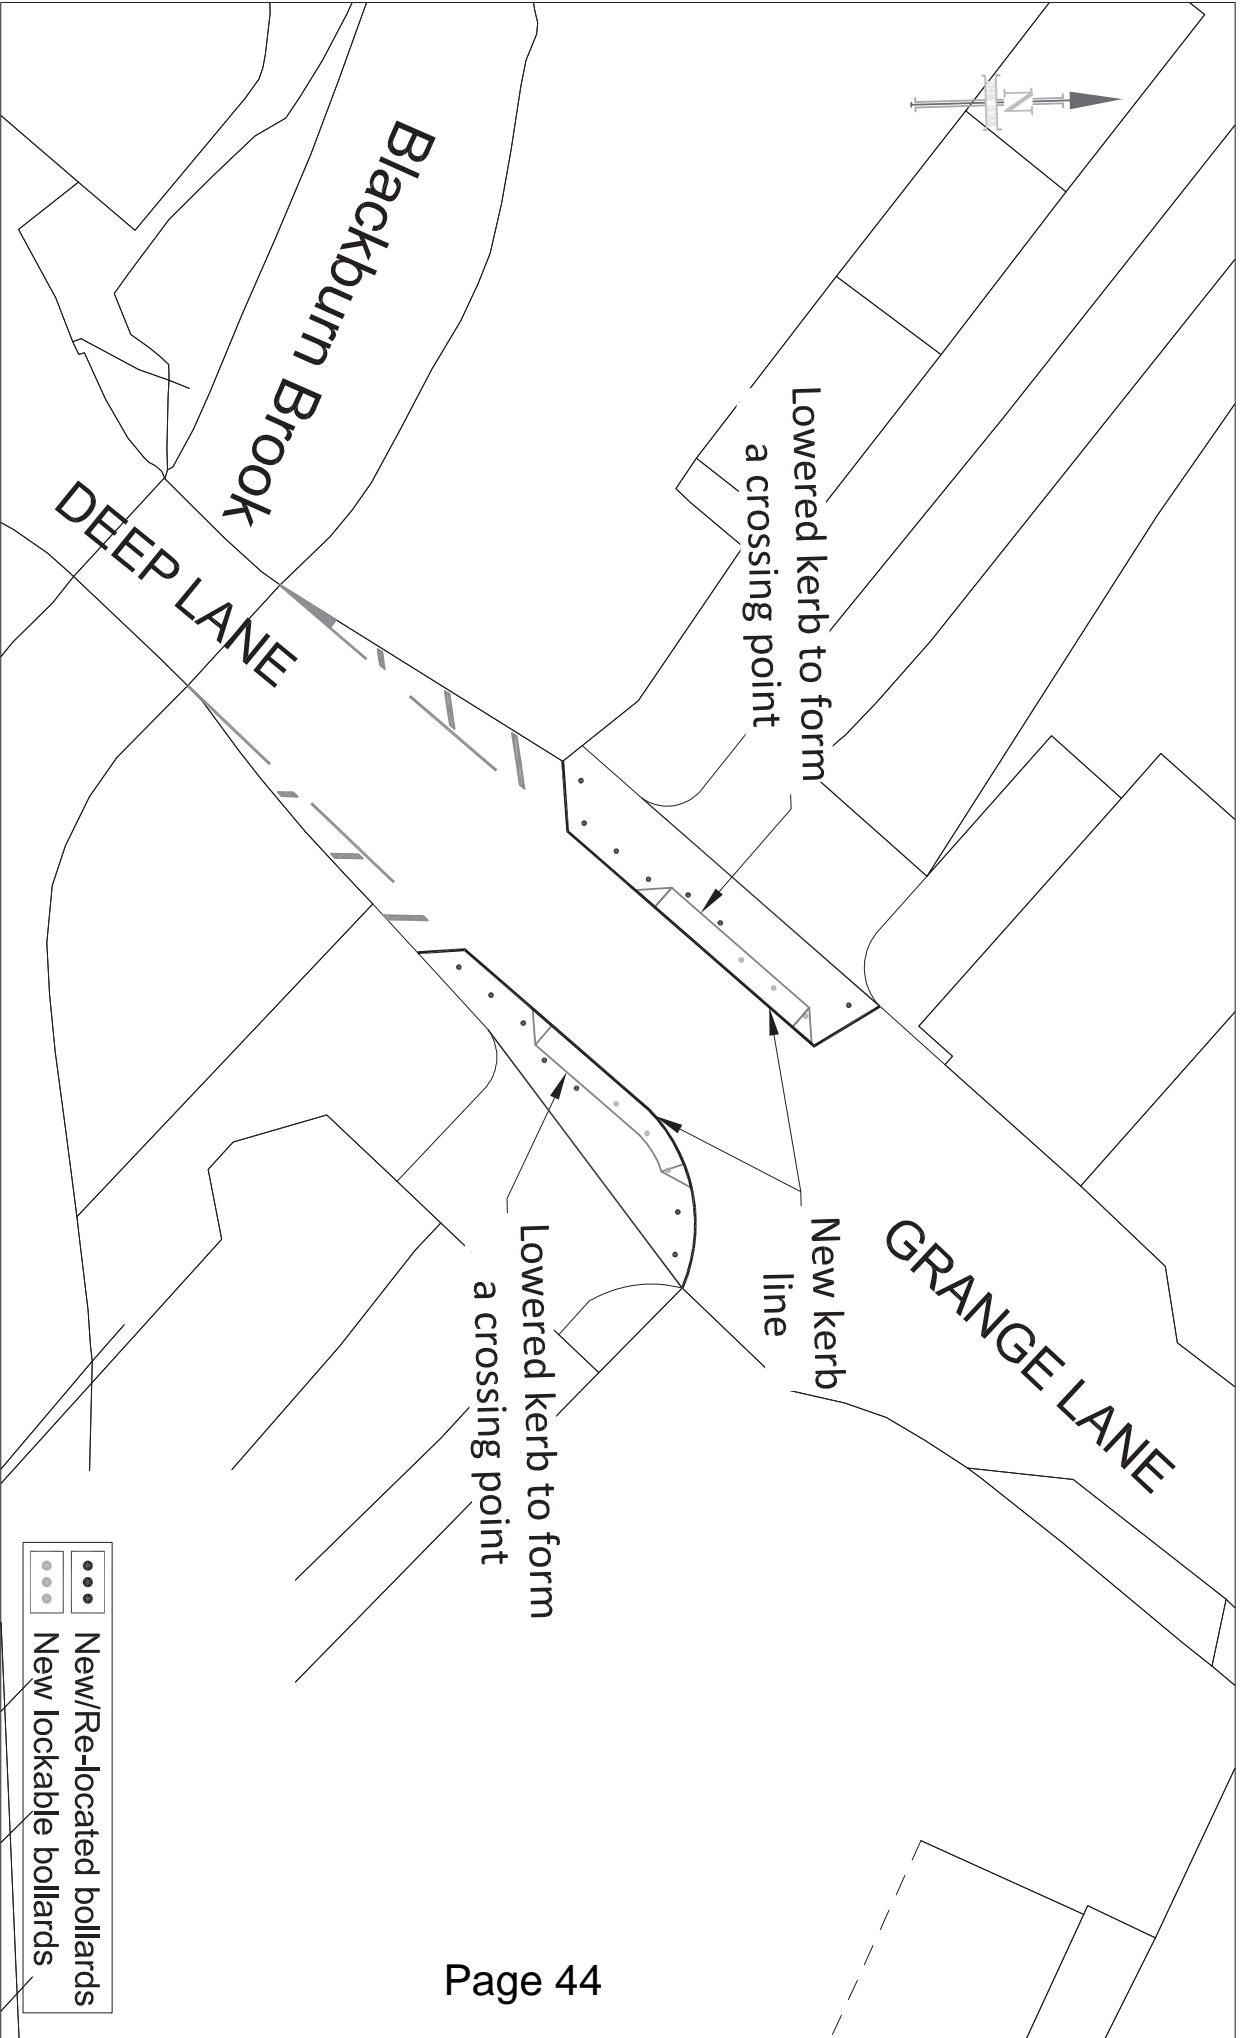 N
Blackburn Brook
DEEP LANE
Lowered kerb to form
a crossing point
GRANGE LANE
New kerb
line
Lowered kerb to form
a crossing point
New/Re-located bollards
New lockable bollards
Page 44